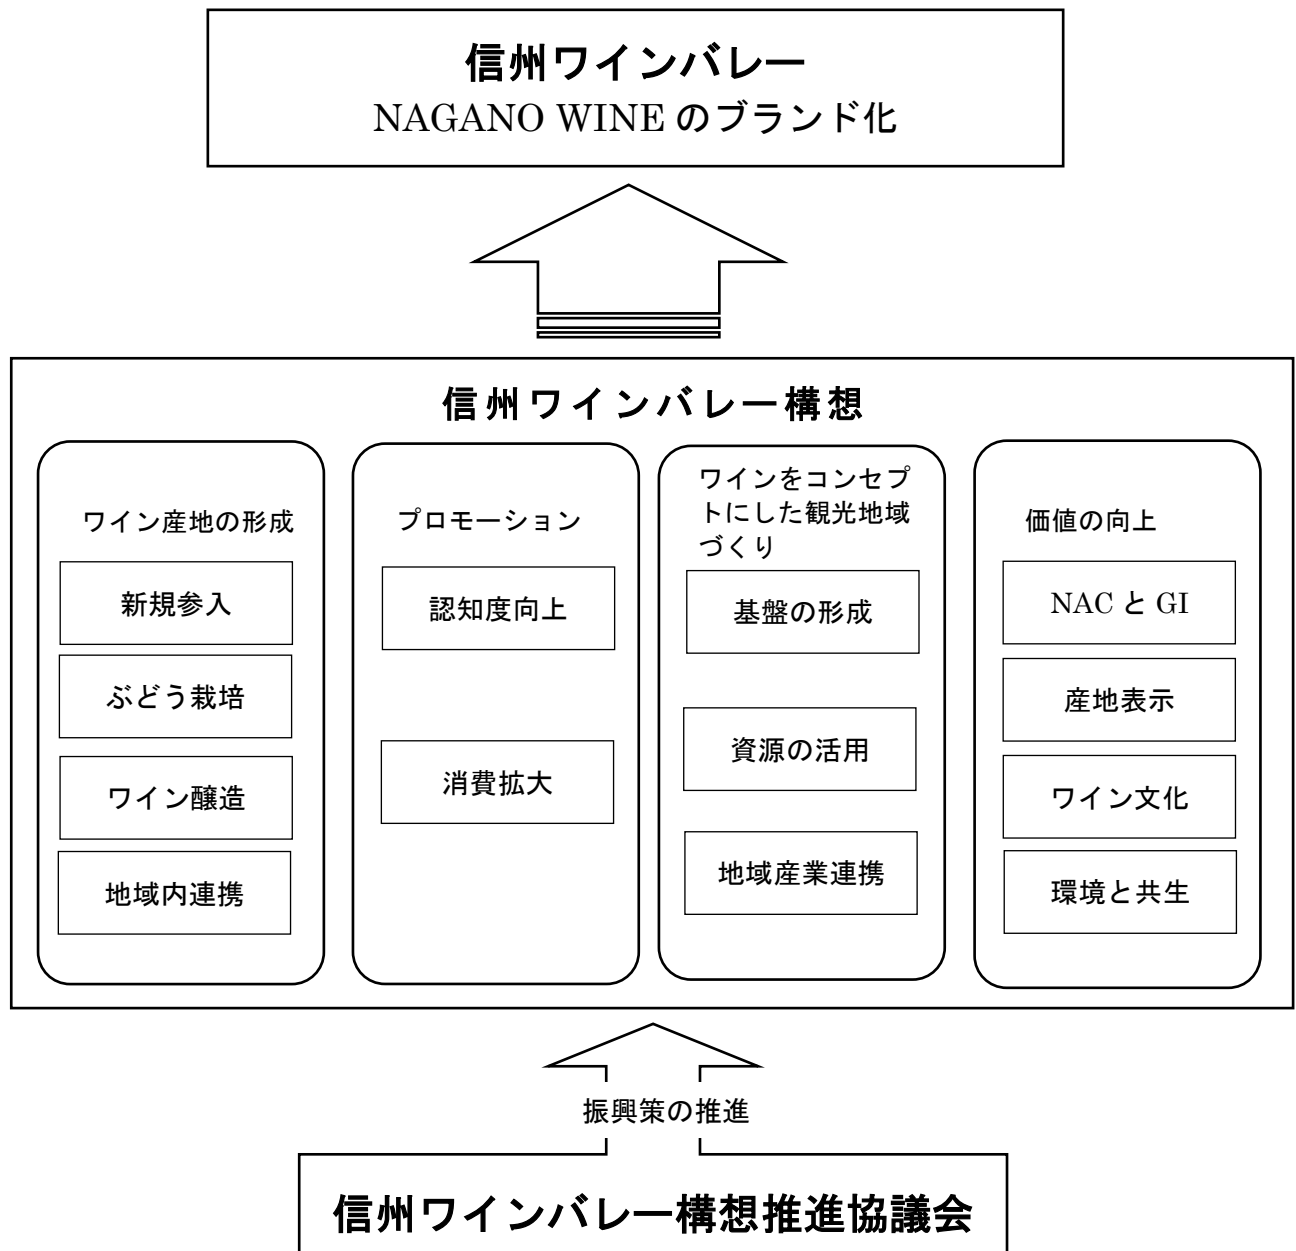 信州ワインバレー
NAGANO WINE のブランド化
信州ワインバレー構想
ワイン産地の形成
新規参入
ぶどう栽培
ワイン醸造
地域内連携
プロモーション
認知度向上
消費拡大
ワインをコンセプ
トにした観光地域
づくり
基盤の形成
資源の活用
地域産業連携
価値の向上
NAC と GI
産地表示
ワイン文化
環境と共生
振興策の推進
信州ワインバレー構想推進協議会